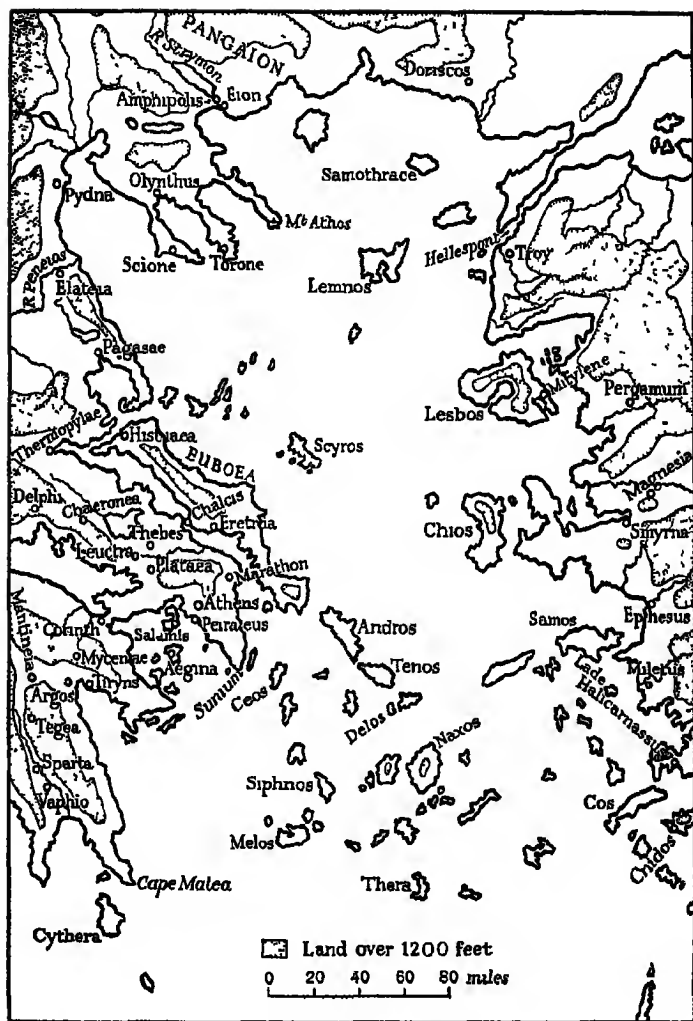 PANGAION
R Strymon
Doriscos
Amphipolis
Eion
Olynthus
Samothrace
Pydna
Mt Athos
Scione
Torone
Hellespont
Troy
Lemnos
R Peneios
Elateia
Pagasae
Mitylene
Lesbos
Pergamum
Thermopylae
Histiaea
EUBOEA
Scyros
Magnesia
Delphi
Chaeronea
Chalcis
Eretria
Chios
Thebes
Smyrna
Leuctra
Plataea
Marathon
Athens
Ephesus
Mantineia
Corinth
Salamis
Peiraieus
Andros
Samos
Mycenae
Aegina
Tenos
Lade
Miletus
Argos
Tiryns
Sunium
Ceos
Halicarnassus
Tegea
Delos
Naxos
Sparta
Siphnos
Vaphio
Cos
Melos
Cnidos
Cape Malea
Thera
Cythera
Land over 1200 feet
0 20 40 60 80 miles